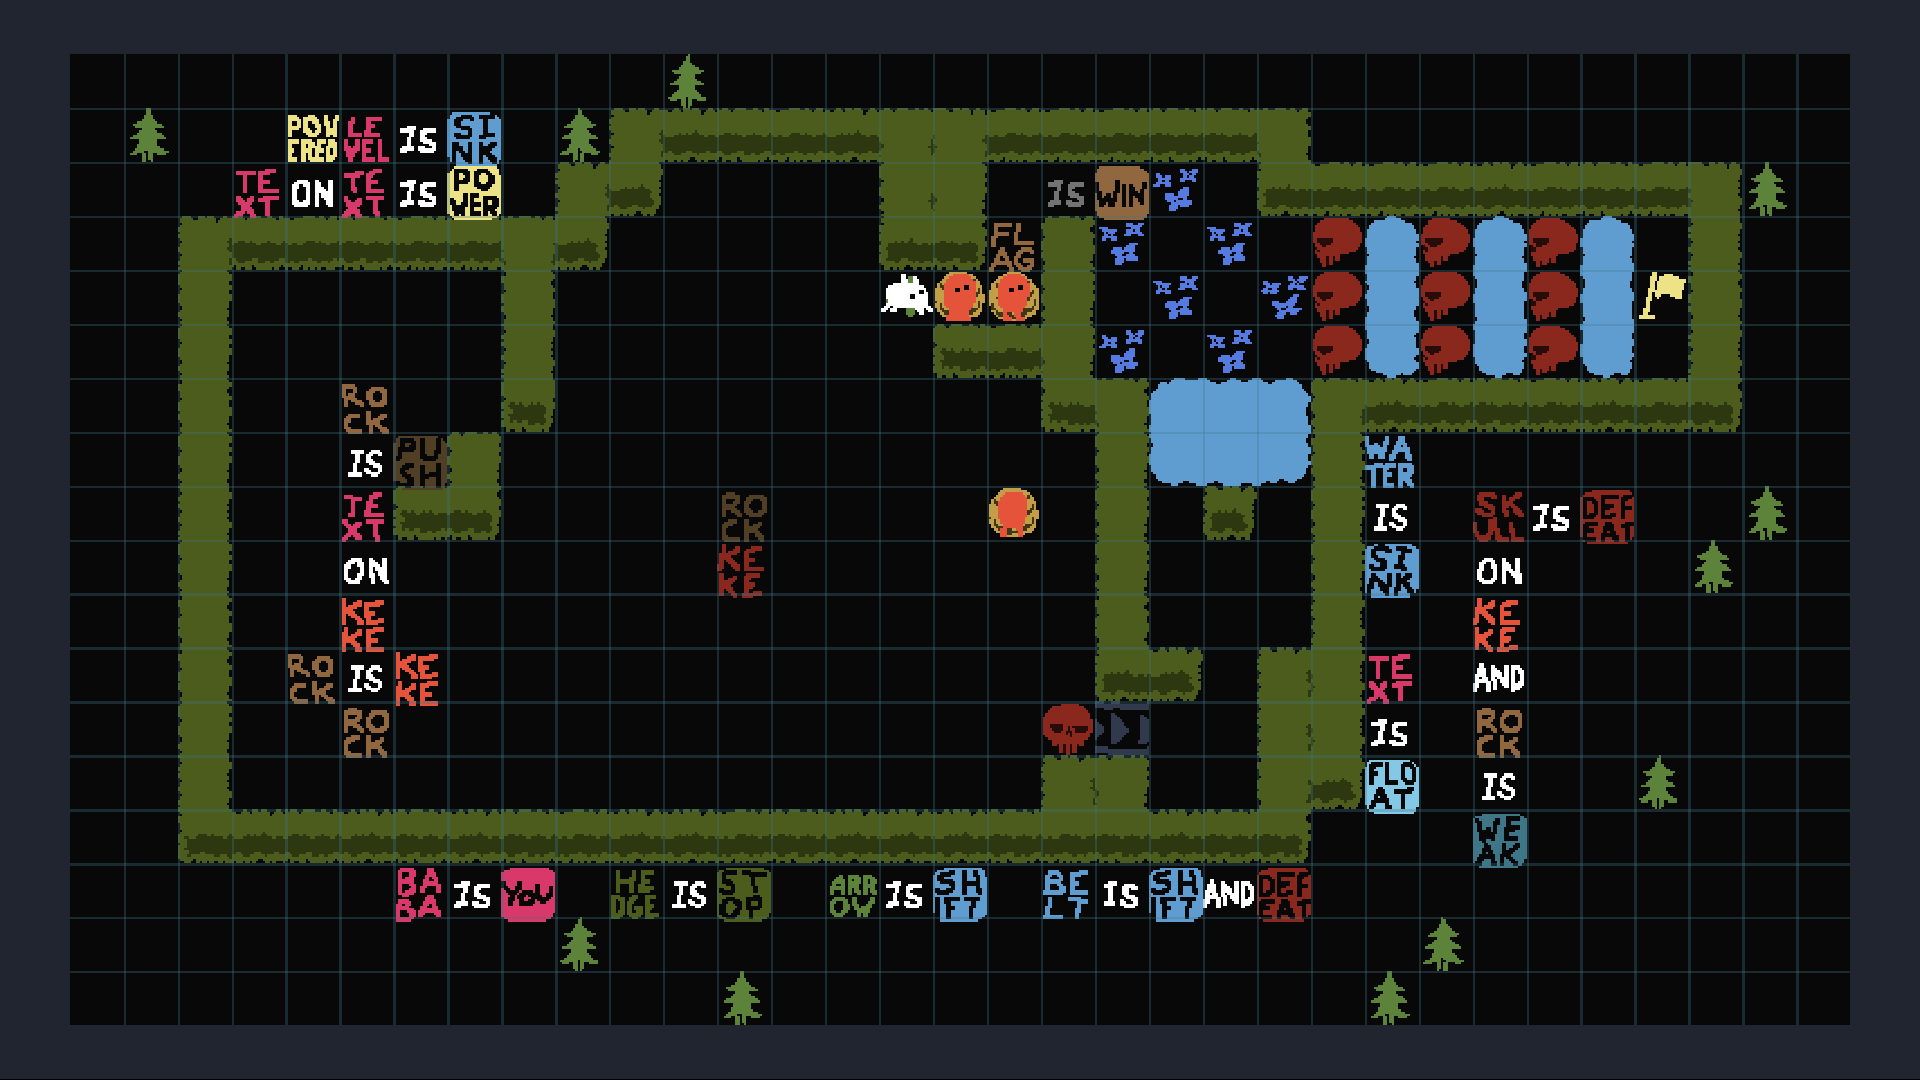 POWERED LEVEL IS SINK
TEXT ON TEXT IS POWER
IS WIN
FLAG
ROCK
IS PUSH
TEXT
ON
KEKE
ROCK IS KEKE
ROCK
ROCK
KEKE
WATER
IS
SINK
SKULL IS DEFEAT
ON
KEKE
AND
ROCK
IS
WEAK
TEXT
IS
FLOAT
BABA IS YOU
HEDGE IS STOP
ARROW IS SHIFT
BELT IS SHIFT AND DEFEAT